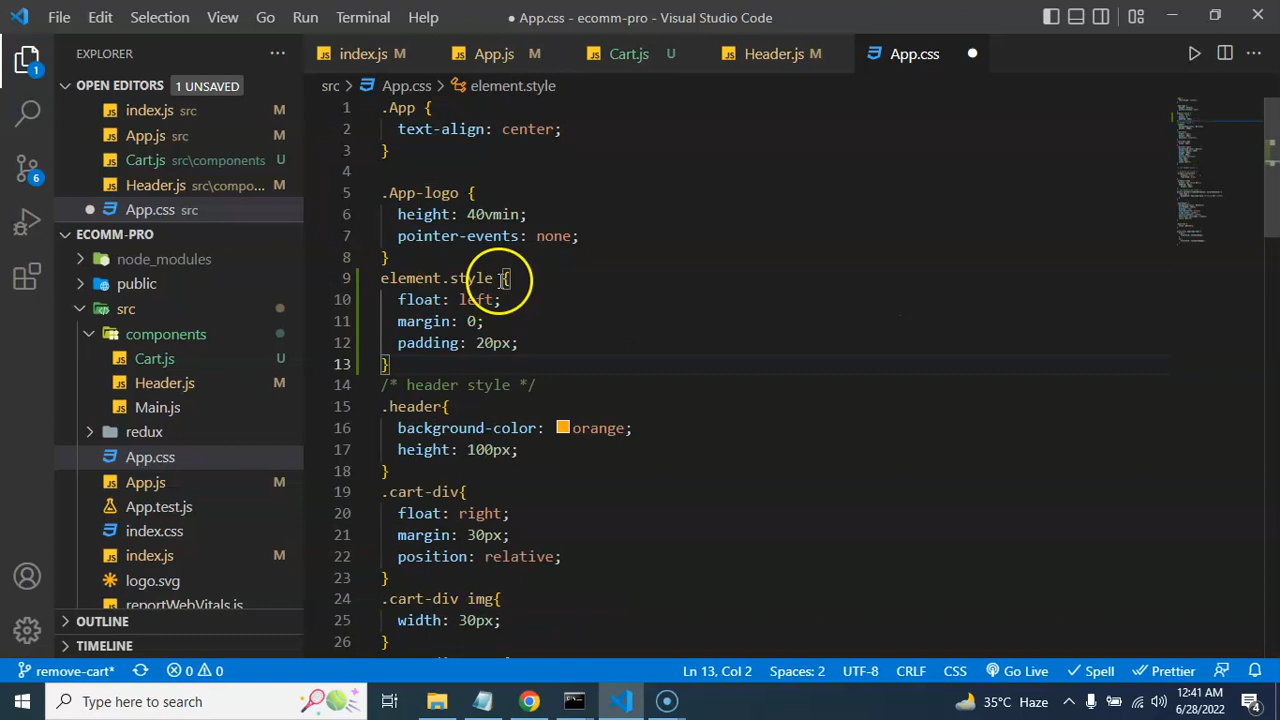 File Edit Selection View Go Run Terminal Help
● App.css - ecomm-pro - Visual Studio Code
EXPLORER
index.js M
App.js M
Cart.js U
Header.js M
App.css
OPEN EDITORS 1 UNSAVED
index.js src M
App.js src M
Cart.js src\components U
Header.js src\compo... M
App.css src
ECOMM-PRO
node_modules
public
src
components
Cart.js U
Header.js M
Main.js
redux
App.css
App.js M
App.test.js
index.css
index.js M
logo.svg
reportWebVitals.js
OUTLINE
TIMELINE
1
6
src > App.css > element.style
1 .App {
2 text-align: center;
3 }
4
5 .App-logo {
6 height: 40vmin;
7 pointer-events: none;
8 }
9 element.style {
10 float: left;
11 margin: 0;
12 padding: 20px;
13 }
14 /* header style */
15 .header{
16 background-color: orange;
17 height: 100px;
18 }
19 .cart-div{
20 float: right;
21 margin: 30px;
22 position: relative;
23 }
24 .cart-div img{
25 width: 30px;
26 }
remove-cart* 0 0
Ln 13, Col 2 Spaces: 2 UTF-8 CRLF CSS Go Live Spell Prettier
Type here to search
35°C Haze
12:41 AM
6/28/2022
4